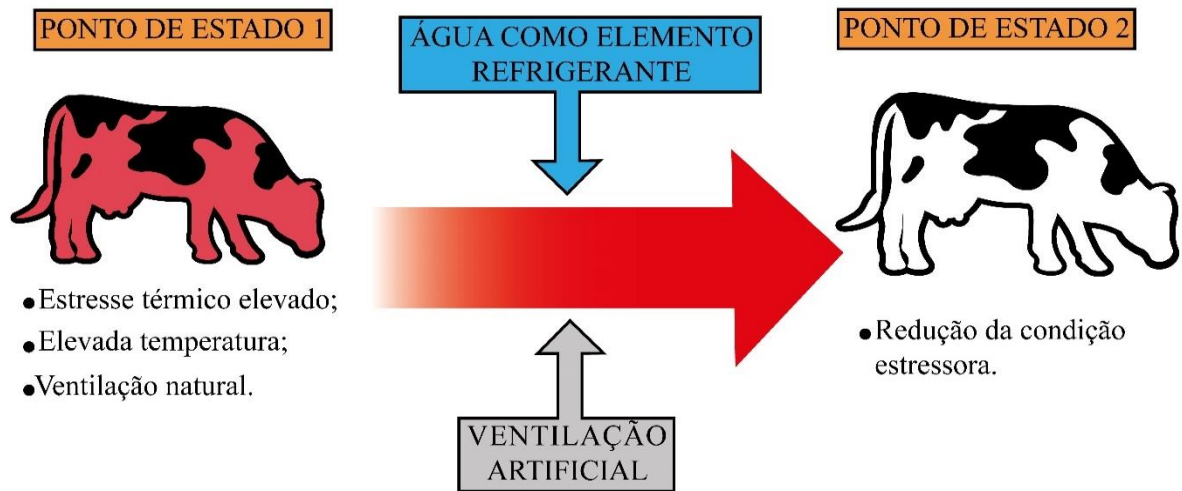 PONTO DE ESTADO 1
ÁGUA COMO ELEMENTO
REFRIGERANTE
PONTO DE ESTADO 2
•Estresse térmico elevado;
•Elevada temperatura;
•Ventilação natural.
•Redução da condição
estressora.
VENTILAÇÃO
ARTIFICIAL